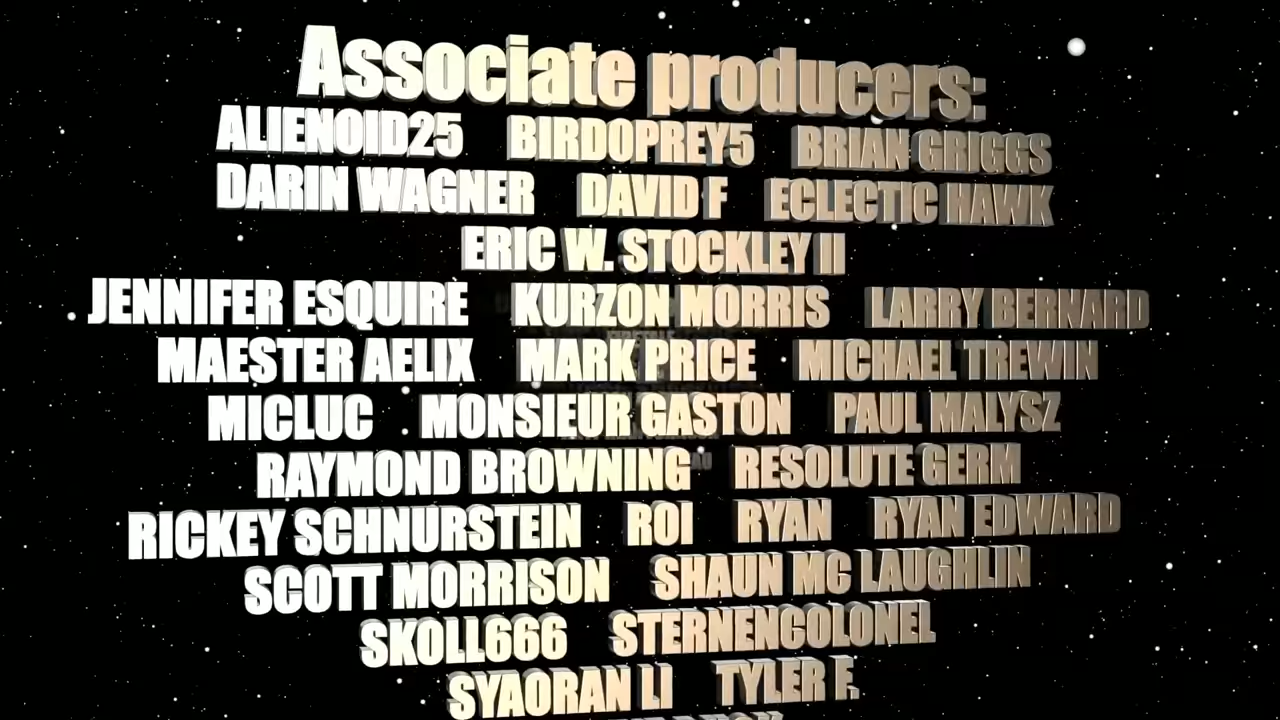 Associate producers:
ALIENOID25 BIRDOPREY5 BRIAN GRIGGS
DARIN WAGNER DAVID F ECLECTIC HAWK
ERIC W. STOCKLEY II
JENNIFER ESQUIRE KURZON MORRIS LARRY BERNARD
MAESTER AELIX MARK PRICE MICHAEL TREWIN
MICLUC MONSIEUR GASTON PAUL MALYSZ
RAYMOND BROWNING RESOLUTE GERM
RICKEY SCHNURSTEIN ROI RYAN RYAN EDWARD
SCOTT MORRISON SHAUN MC LAUGHLIN
SKOLL666 STERNENCOLONEL
SYAORAN LI TYLER F.